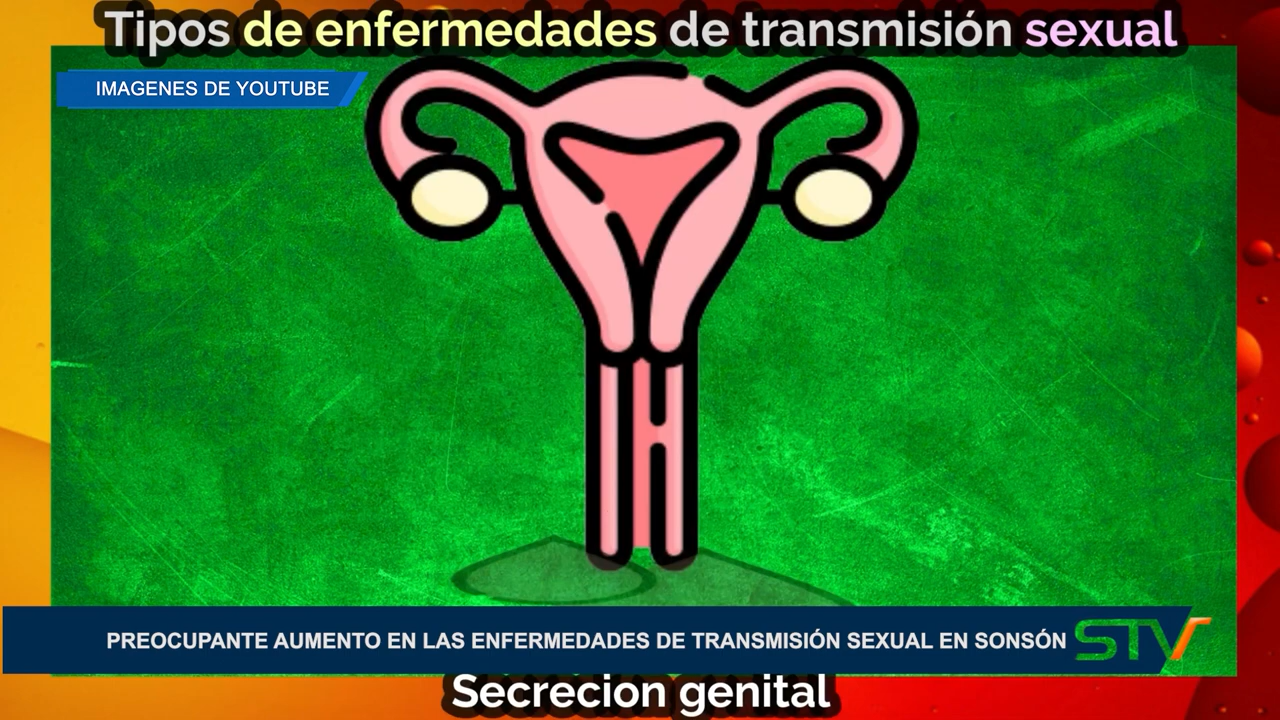 Tipos de enfermedades de transmisión sexual
IMAGENES DE YOUTUBE
PREOCUPANTE AUMENTO EN LAS ENFERMEDADES DE TRANSMISIÓN SEXUAL EN SONSÓN
STV
Secrecion genital